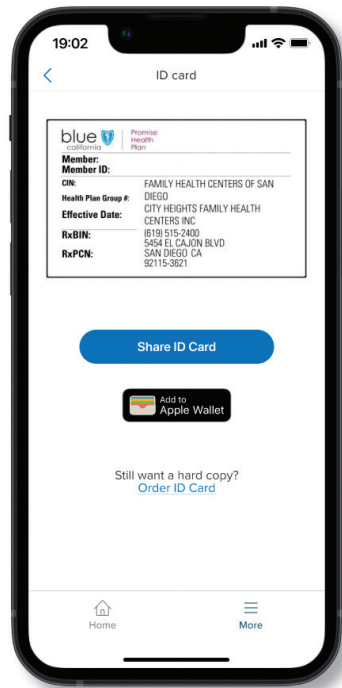 19:02
ID card
blue california
Promise Health Plan
Member:
Member ID:
CIN:
Health Plan Group #:
Effective Date:
RxBIN:
RxPCN:
FAMILY HEALTH CENTERS OF SAN
DIEGO
CITY HEIGHTS FAMILY HEALTH
CENTERS INC
(619) 515-2400
5454 EL CAJON BLVD
SAN DIEGO CA
92115-3621
Share ID Card
Add to
Apple Wallet
Still want a hard copy?
Order ID Card
Home
More